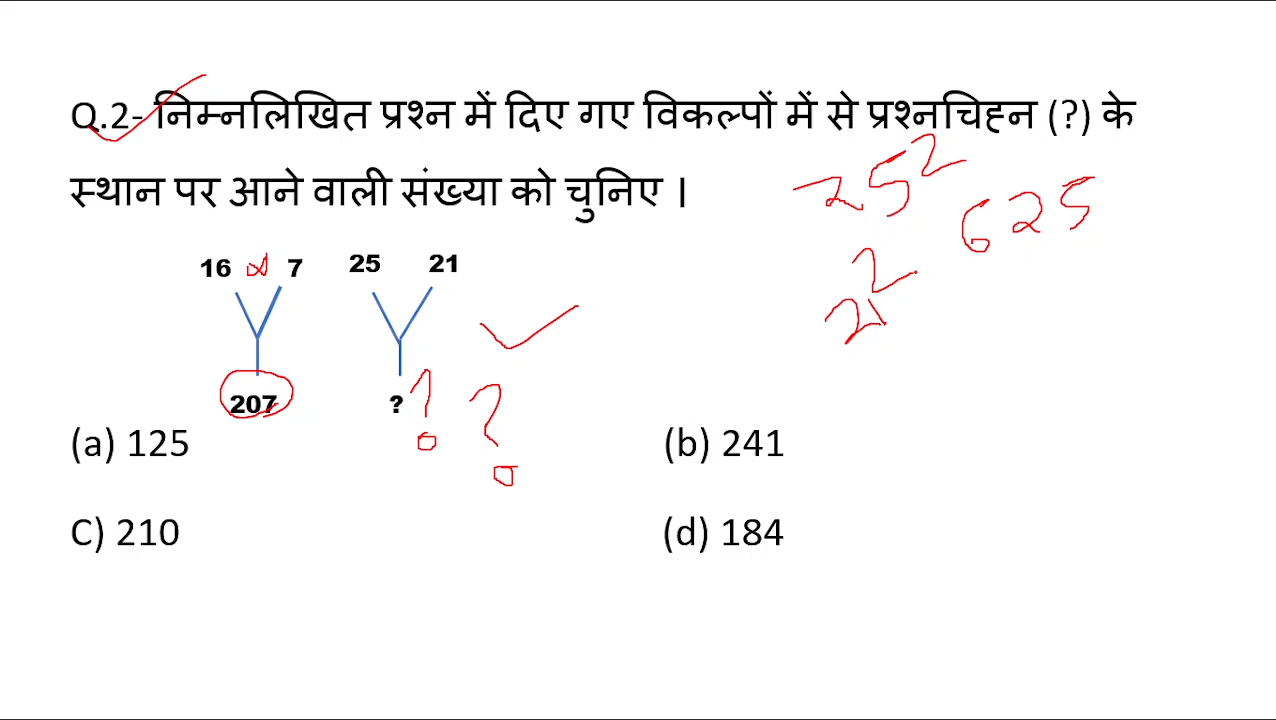 Q.2- निम्नलिखित प्रश्न में दिए गए विकल्पों में से प्रश्नचिह्न (?) के
स्थान पर आने वाली संख्या को चुनिए ।
25²
625
2
16 7 25 21
207 ? ? ?
(a) 125 (b) 241
C) 210 (d) 184